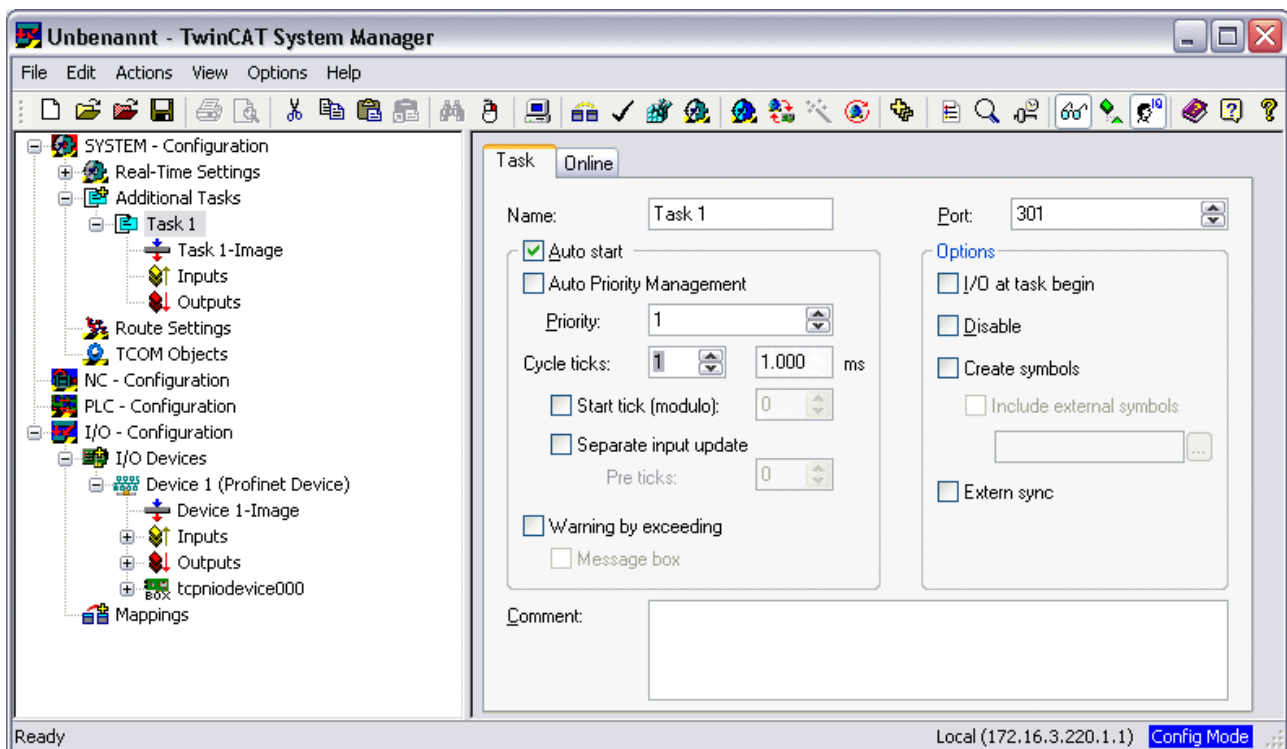 Unbenannt - TwinCAT System Manager
File Edit Actions View Options Help
SYSTEM - Configuration
Real-Time Settings
Additional Tasks
Task 1
Task 1-Image
Inputs
Outputs
Route Settings
TCOM Objects
NC - Configuration
PLC - Configuration
I/O - Configuration
I/O Devices
Device 1 (Profinet Device)
Device 1-Image
Inputs
Outputs
tcpniodevice000
Mappings
Task Online
Name: Task 1 Port: 301
Auto start Options
Auto Priority Management I/O at task begin
Priority: 1 Disable
Cycle ticks: 1 1.000 ms Create symbols
Start tick (modulo): 0 Include external symbols
Separate input update ...
Pre ticks: 0 Extern sync
Warning by exceeding
Message box
Comment:
Ready Local (172.16.3.220.1.1) Config Mode